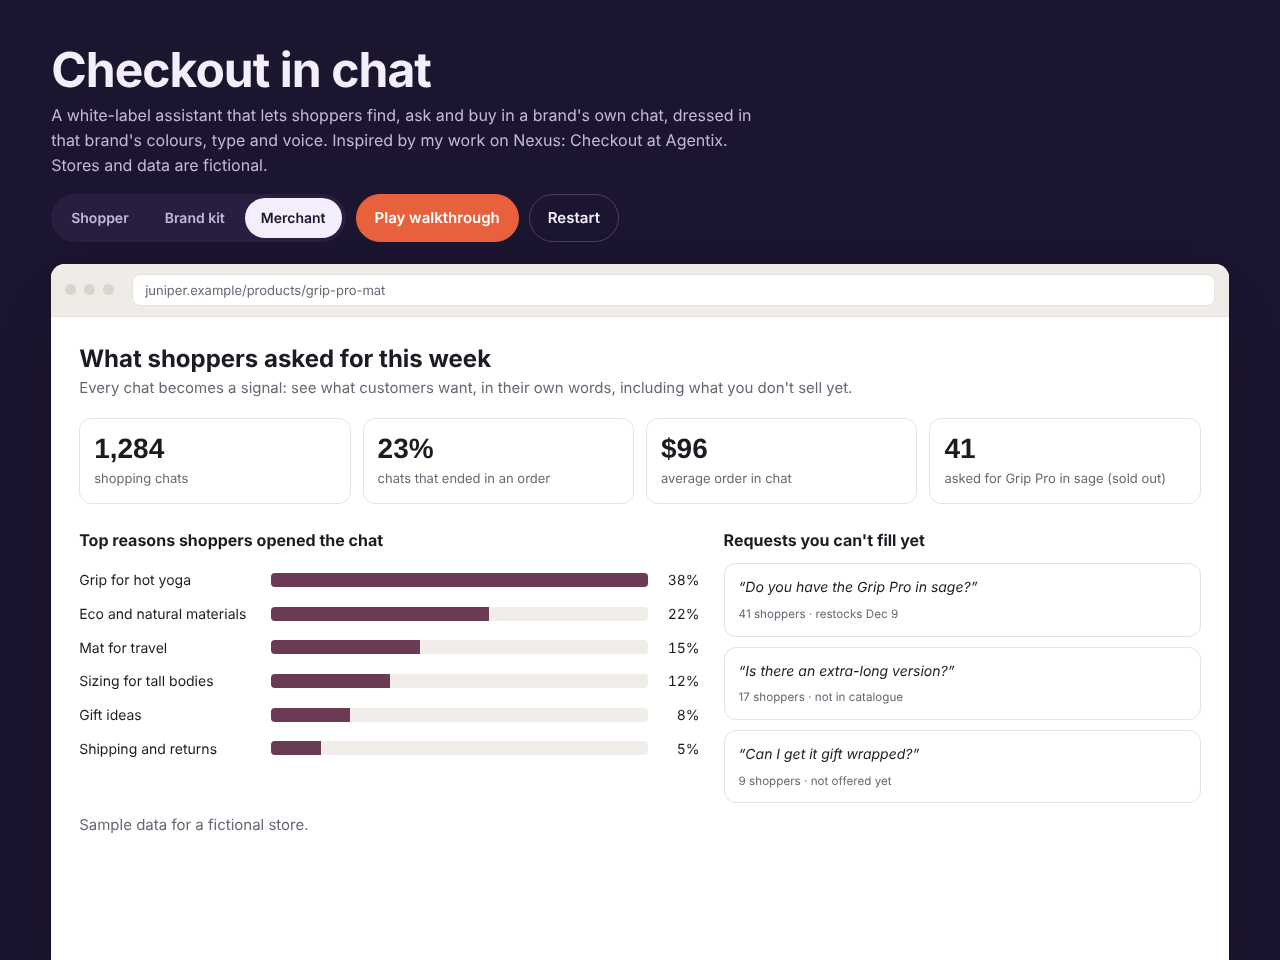 Checkout in chat
A white-label assistant that lets shoppers find, ask and buy in a brand's own chat, dressed in
that brand's colours, type and voice. Inspired by my work on Nexus: Checkout at Agentix.
Stores and data are fictional.
Shopper
Brand kit
Merchant
Play walkthrough
Restart
juniper.example/products/grip-pro-mat
What shoppers asked for this week
Every chat becomes a signal: see what customers want, in their own words, including what you don't sell yet.
1,284
shopping chats
23%
chats that ended in an order
$96
average order in chat
41
asked for Grip Pro in sage (sold out)
Top reasons shoppers opened the chat
Grip for hot yoga 38%
Eco and natural materials 22%
Mat for travel 15%
Sizing for tall bodies 12%
Gift ideas 8%
Shipping and returns 5%
Requests you can't fill yet
“Do you have the Grip Pro in sage?”
41 shoppers · restocks Dec 9
“Is there an extra-long version?”
17 shoppers · not in catalogue
“Can I get it gift wrapped?”
9 shoppers · not offered yet
Sample data for a fictional store.